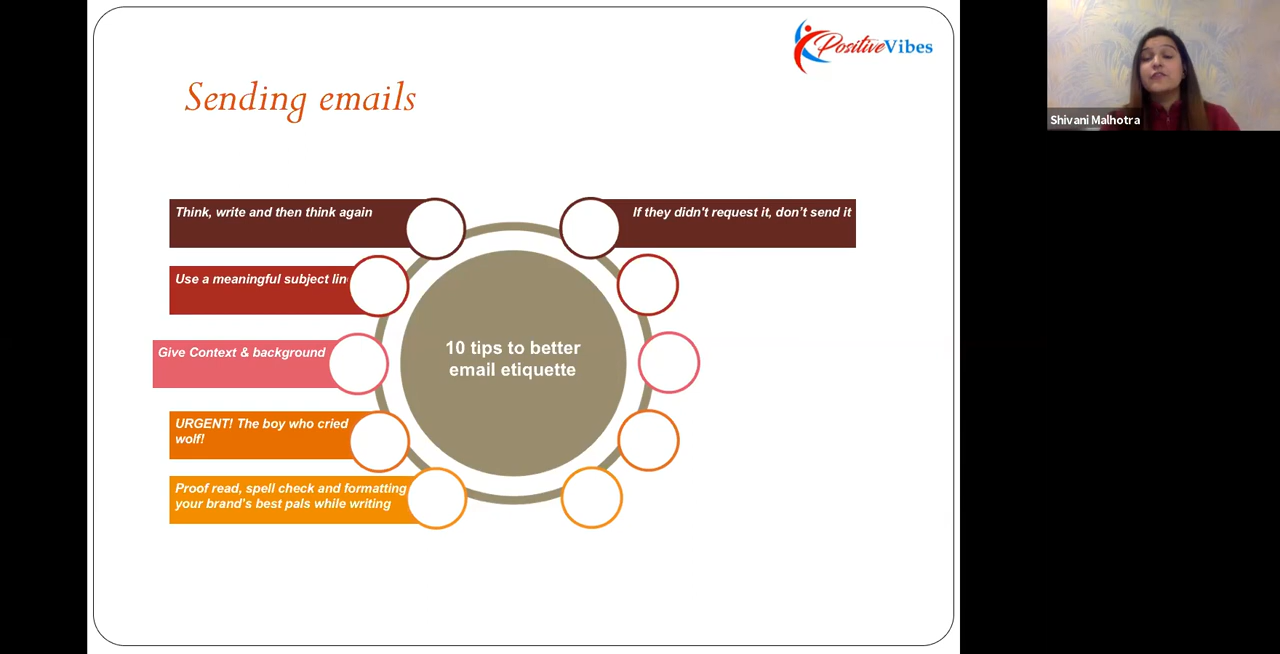 PositiveVibes
Shivani Malhotra
Sending emails
Think, write and then think again
If they didn't request it, don't send it
Use a meaningful subject lin
Give Context & background
10 tips to better
email etiquette
URGENT! The boy who cried
wolf!
Proof read, spell check and formatting
your brand's best pals while writing